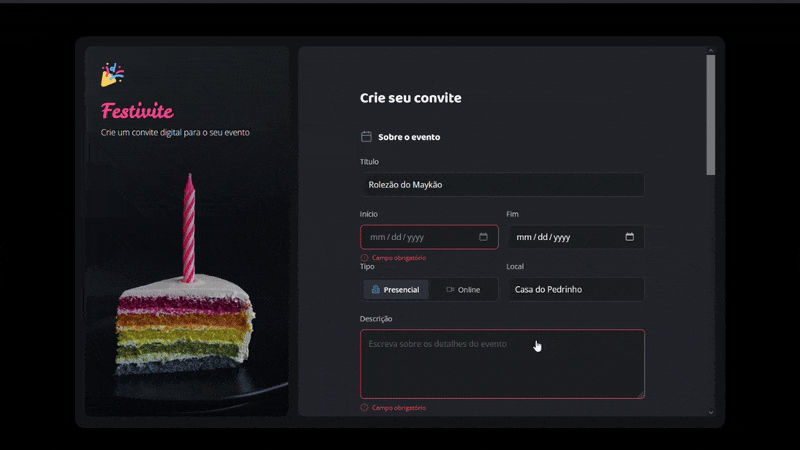 Festivite
Crie um convite digital para o seu evento
Crie seu convite
Sobre o evento
Título
Rolezão do Maykão
Início Fim
mm/dd/yyyy mm/dd/yyyy
Campo obrigatório
Tipo Local
Presencial Online Casa do Pedrinho
Descrição
Escreva sobre os detalhes do evento
Campo obrigatório